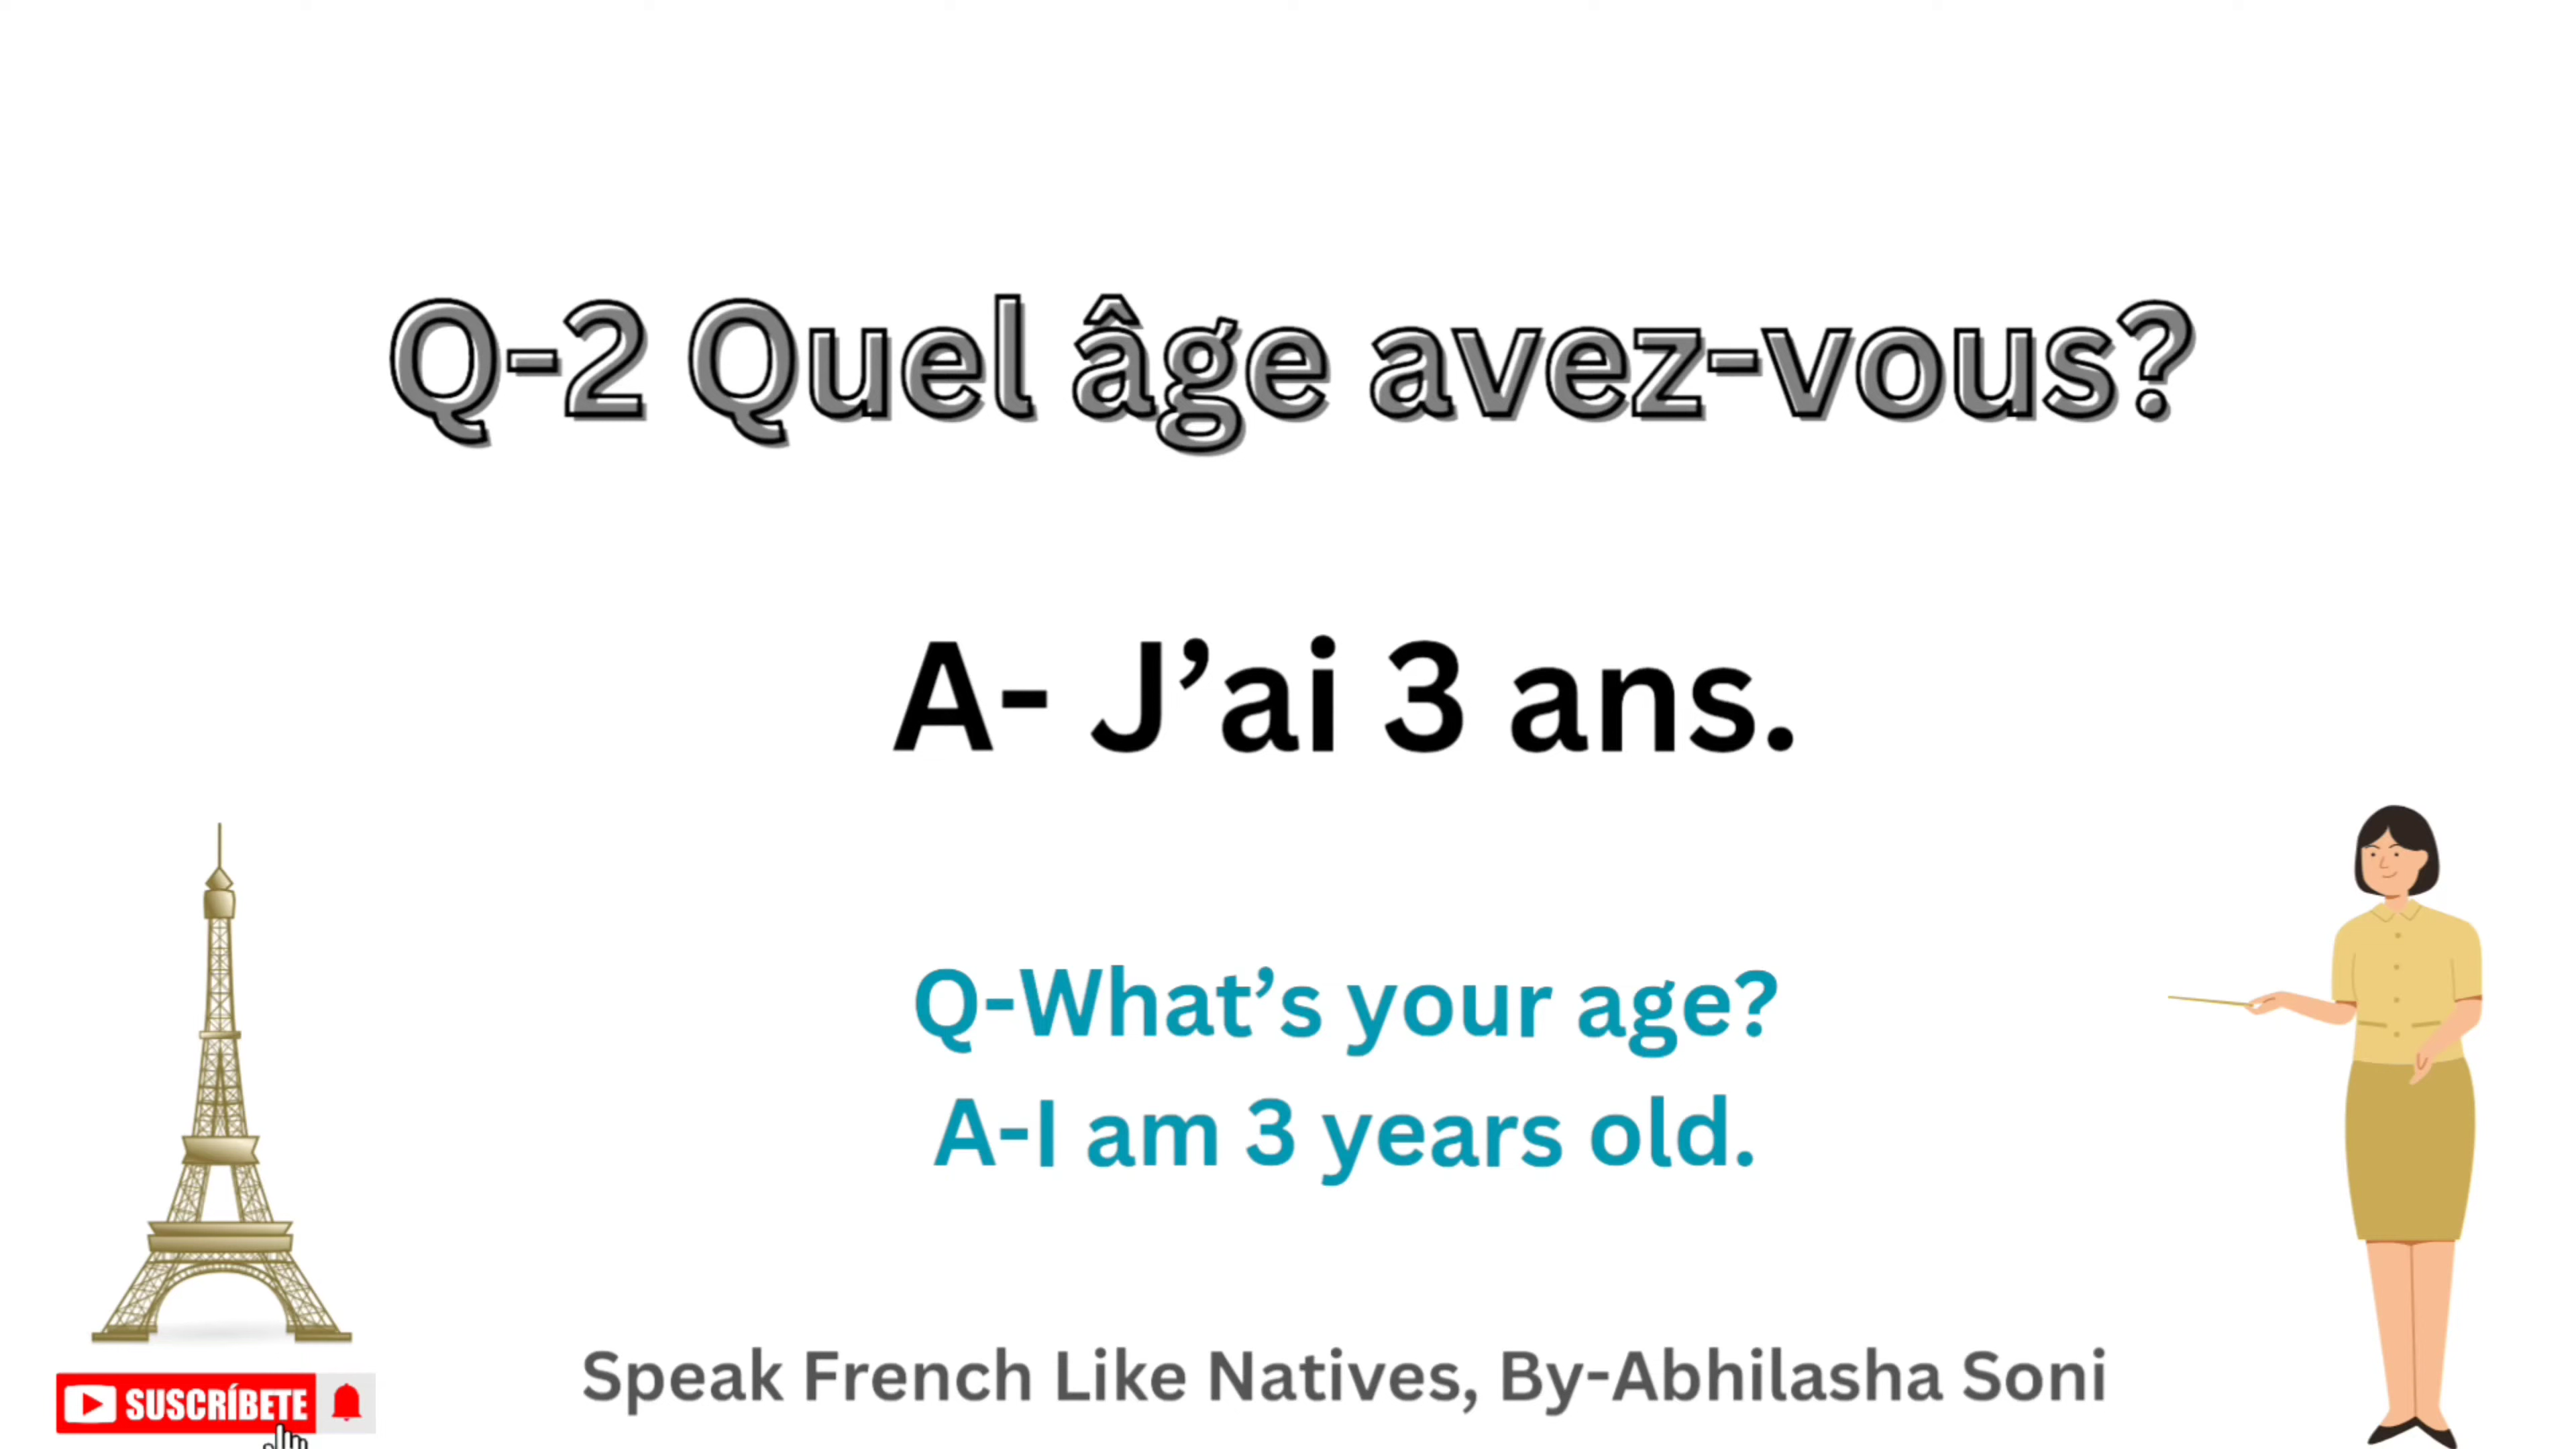 Q-2 Quel âge avez-vous?
A- J’ai 3 ans.
Q-What’s your age?
A-I am 3 years old.
Speak French Like Natives, By-Abhilasha Soni
SUSCRÍBETE